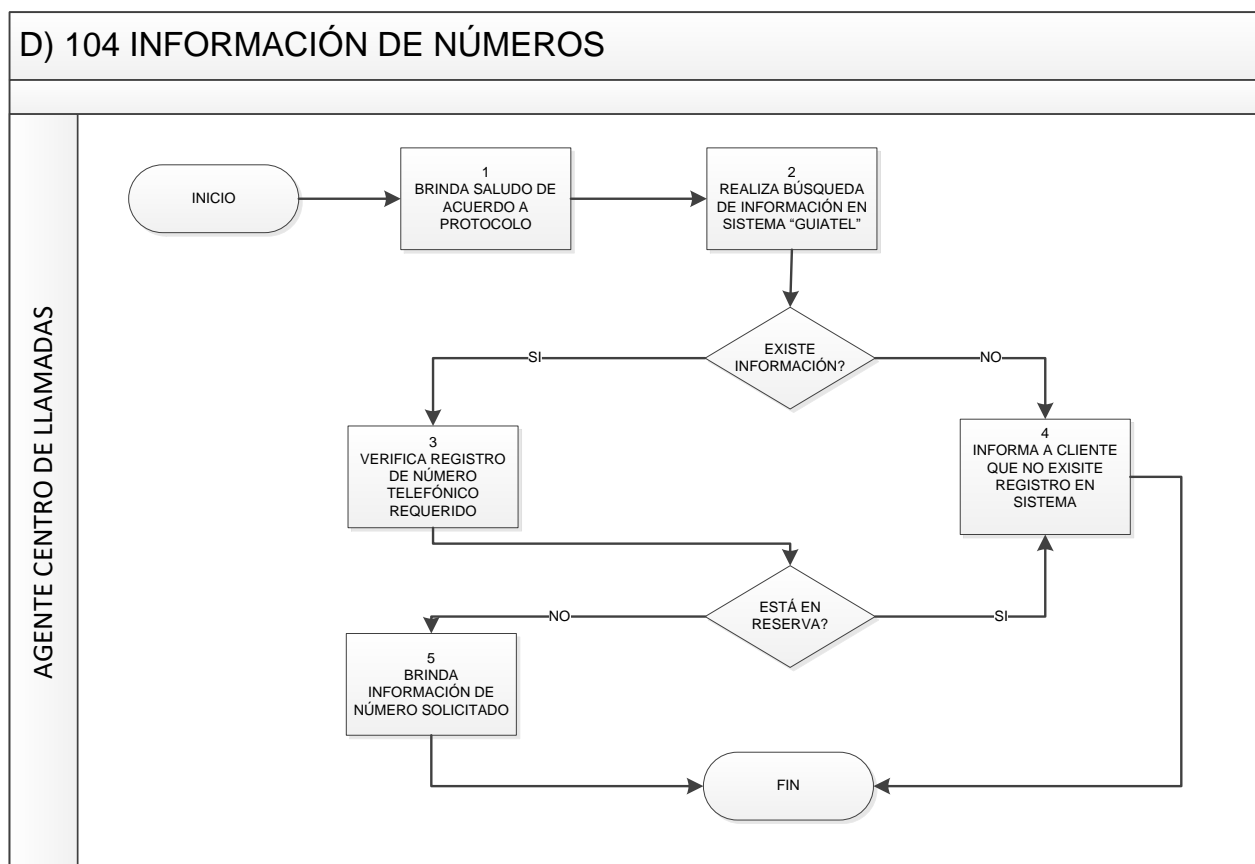 D) 104 INFORMACIÓN DE NÚMEROS
AGENTE CENTRO DE LLAMADAS
INICIO
1
BRINDA SALUDO DE
ACUERDO A
PROTOCOLO
2
REALIZA BÚSQUEDA
DE INFORMACIÓN EN
SISTEMA “GUIATEL”
EXISTE
INFORMACIÓN?
SI
NO
3
VERIFICA REGISTRO
DE NÚMERO
TELEFÓNICO
REQUERIDO
4
INFORMA A CLIENTE
QUE NO EXISITE
REGISTRO EN
SISTEMA
ESTÁ EN
RESERVA?
NO
SI
5
BRINDA
INFORMACIÓN DE
NÚMERO SOLICITADO
FIN